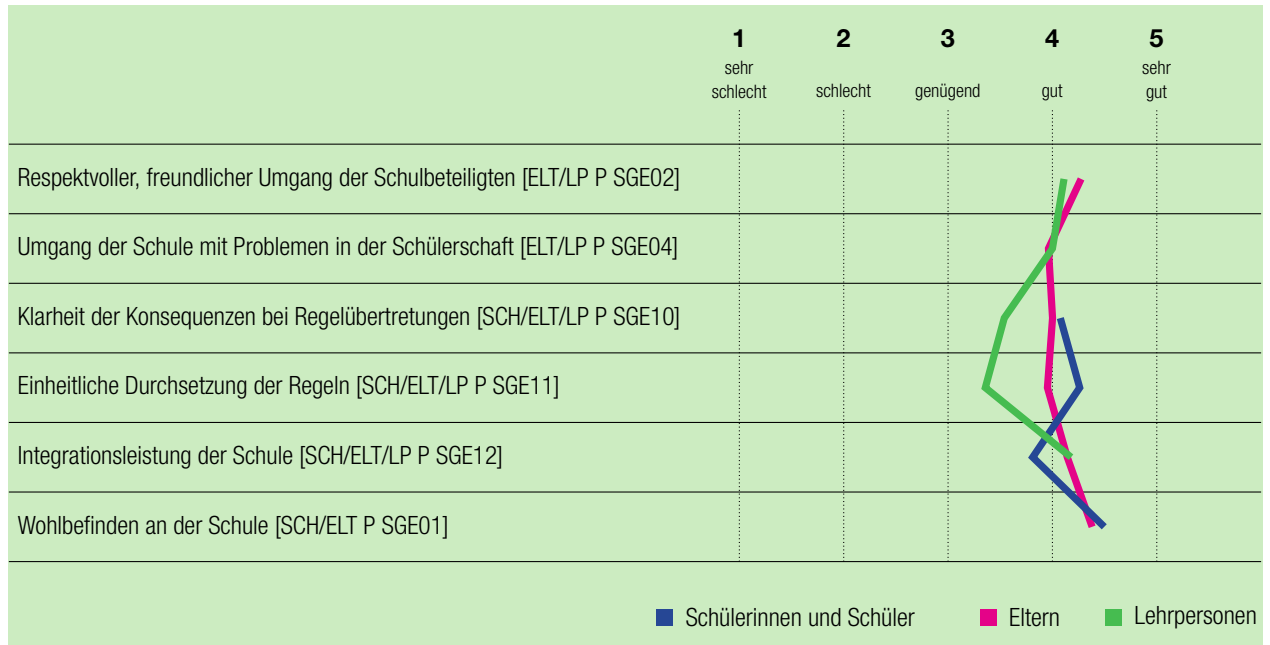 1 2 3 4 5
sehr schlecht schlecht genügend gut sehr gut
Respektvoller, freundlicher Umgang der Schulbeteiligten [ELT/LP P SGE02]
Umgang der Schule mit Problemen in der Schülerschaft [ELT/LP P SGE04]
Klarheit der Konsequenzen bei Regelübertretungen [SCH/ELT/LP P SGE10]
Einheitliche Durchsetzung der Regeln [SCH/ELT/LP P SGE11]
Integrationsleistung der Schule [SCH/ELT/LP P SGE12]
Wohlbefinden an der Schule [SCH/ELT P SGE01]
Schülerinnen und Schüler Eltern Lehrpersonen